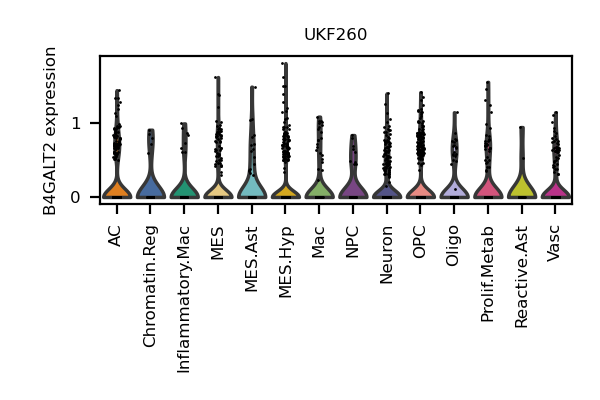 UKF260
B4GALT2 expression
1
0
AC
Chromatin.Reg
Inflammatory.Mac
MES
MES.Ast
MES.Hyp
Mac
NPC
Neuron
OPC
Oligo
Prolif.Metab
Reactive.Ast
Vasc